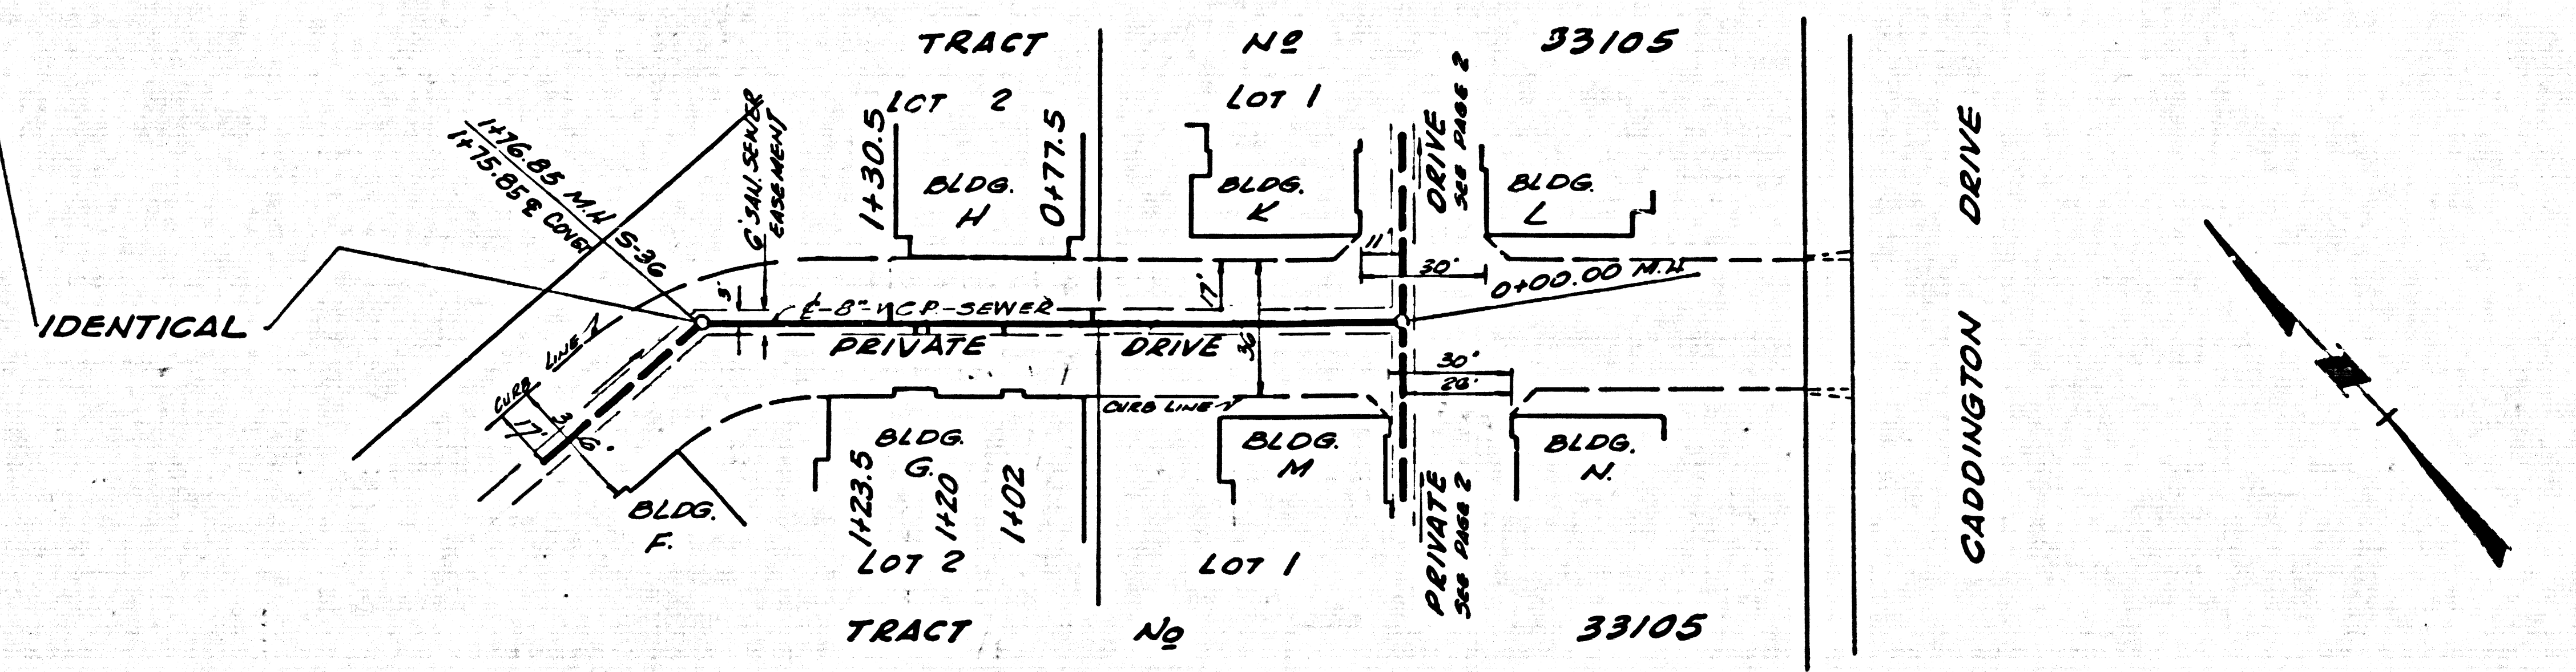 TRACT Nº 33105
LOT 2
LOT 1
1+76.85 M.H.
1+75.85 ℄ COVER
S-36
6' SAN. SEWER
EASEMENT
1+30.5
BLDG.
H
0+77.5
BLDG.
K
DRIVE
SEE PAGE 2
BLDG.
L
11'
30'
0+00.00 M.H.
17'
36'
3'
℄-8"-V.C.P.-SEWER
PRIVATE DRIVE
IDENTICAL
CURB LINE
17'
36'
BLDG.
F.
BLDG.
G.
1+23.5
1+20
1+02
CURB LINE
BLDG.
M
30'
26'
BLDG.
N.
PRIVATE
SEE PAGE 2
LOT 2
LOT 1
TRACT Nº 33105
CADDINGTON DRIVE